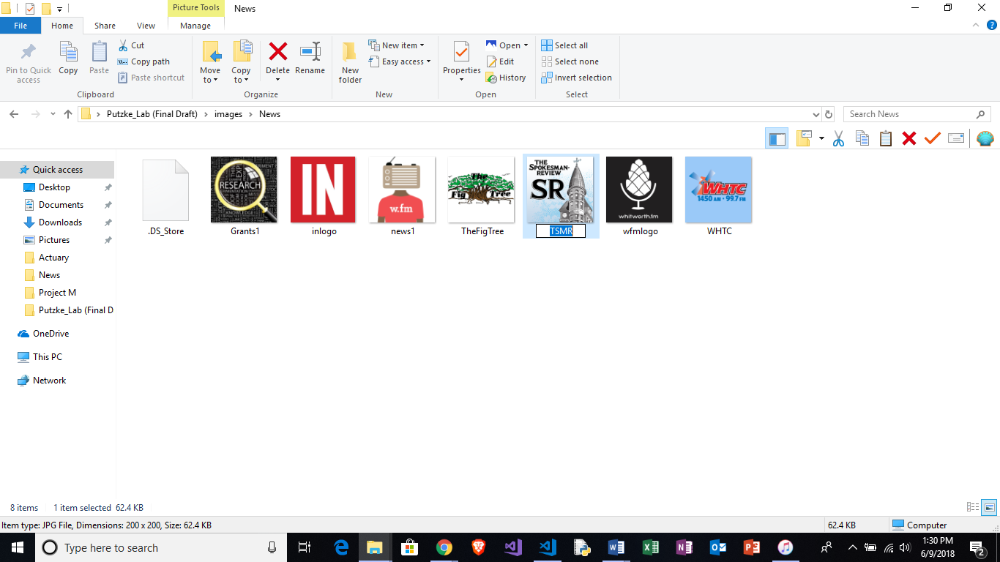 Picture Tools
News
File
Home
Share
View
Manage
Pin to Quick
access
Copy
Paste
Cut
Copy path
Paste shortcut
Clipboard
Move
to
Copy
to
Delete
Rename
Organize
New
folder
New item
Easy access
New
Properties
Open
Edit
History
Open
Select all
Select none
Invert selection
Select
Putzke_Lab (Final Draft)
images
News
Search News
Quick access
Desktop
Documents
Downloads
Pictures
Actuary
News
Project M
Putzke_Lab (Final D
OneDrive
This PC
Network
.DS_Store
RESEARCH
Grants1
IN
inlogo
w.fm
news1
The
Fig Tree
TheFigTree
THE
SPOKESMAN-
REVIEW
SR
TSMR
whitworth.fm
wfmlogo
WHTC
1450 AM • 99.7 FM
WHTC
8 items
1 item selected 62.4 KB
Item type: JPG File, Dimensions: 200 x 200, Size: 62.4 KB
62.4 KB
Computer
Type here to search
1:30 PM
6/9/2018
2